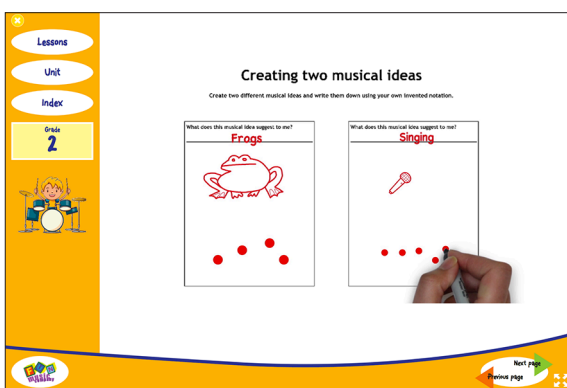 Lessons
Unit
Index
Grade
2
Creating two musical ideas
Create two different musical ideas and write them down using your own invented notation.
What does this musical idea suggest to me?
Frogs
What does this musical idea suggest to me?
Singing
Next page
Previous page
music